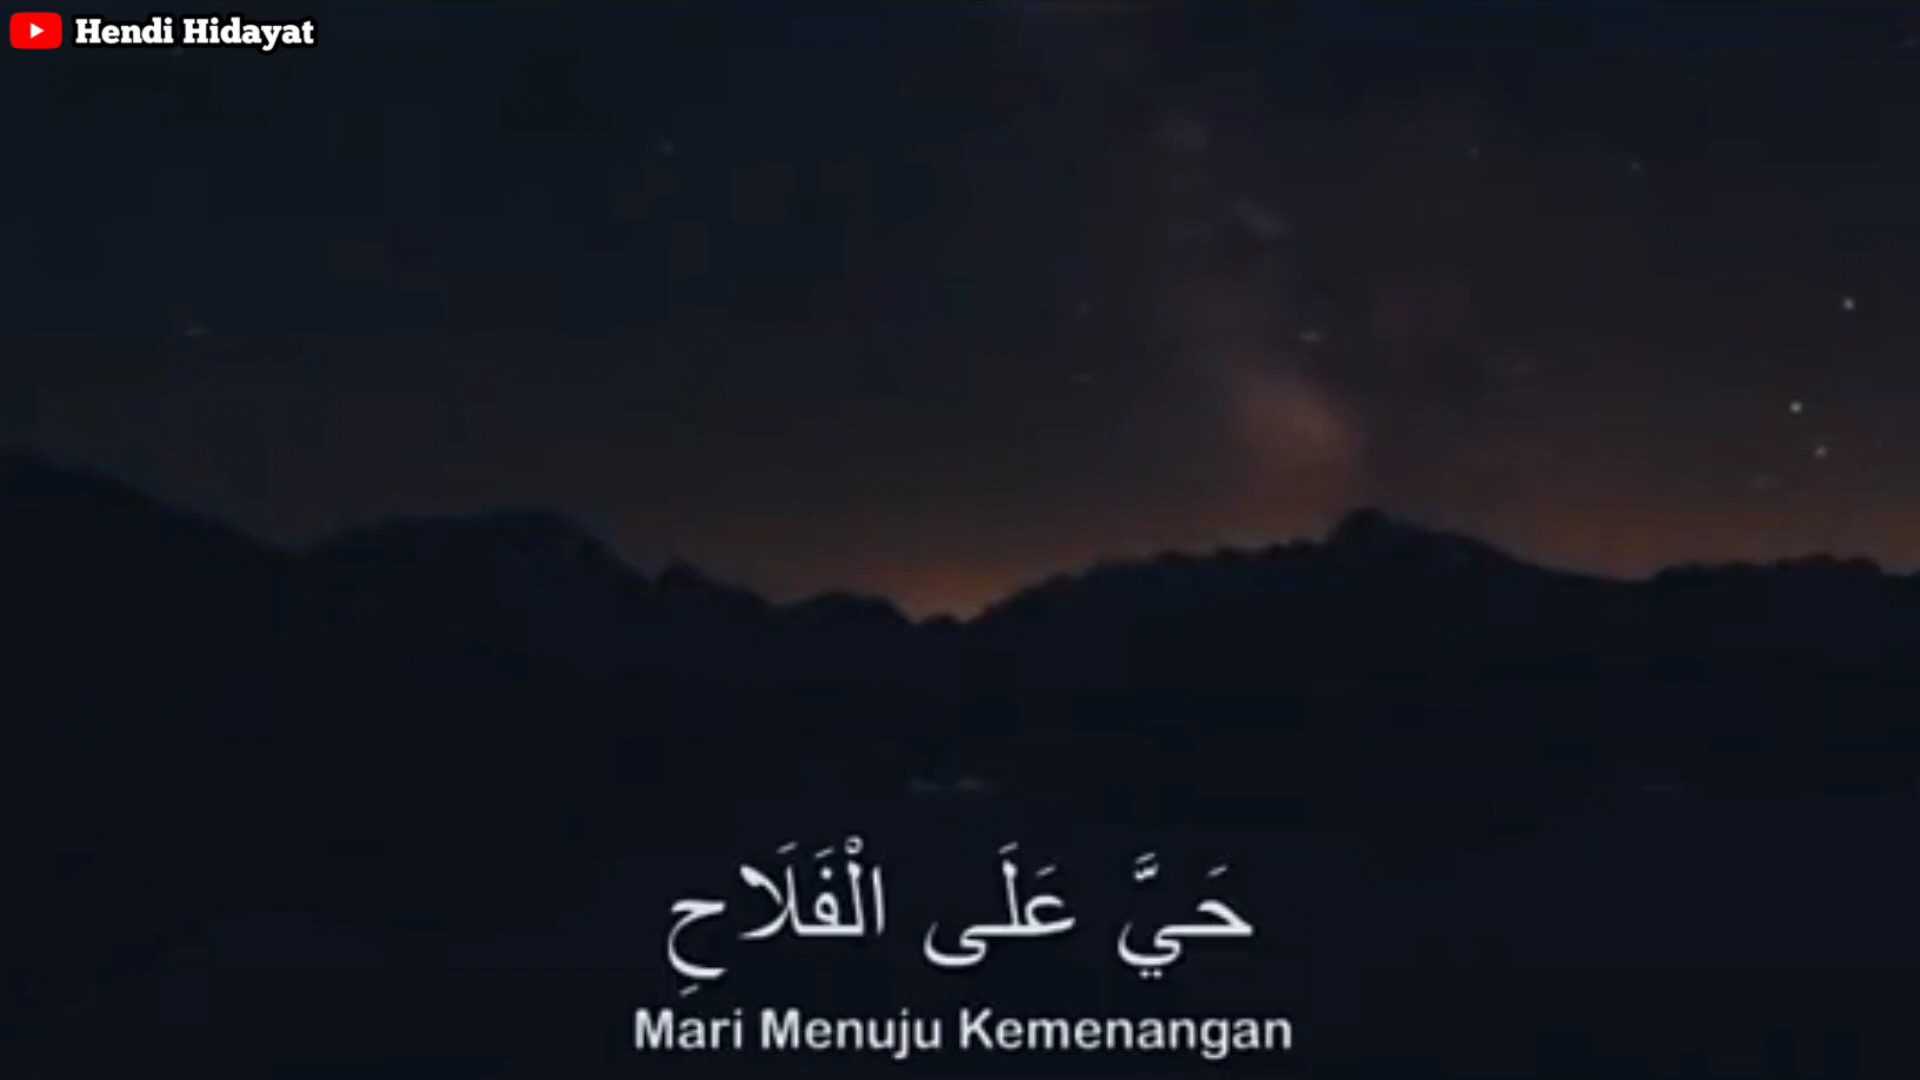 Hendi Hidayat
حَيَّ عَلَى الْفَلَاحِ
Mari Menuju Kemenangan